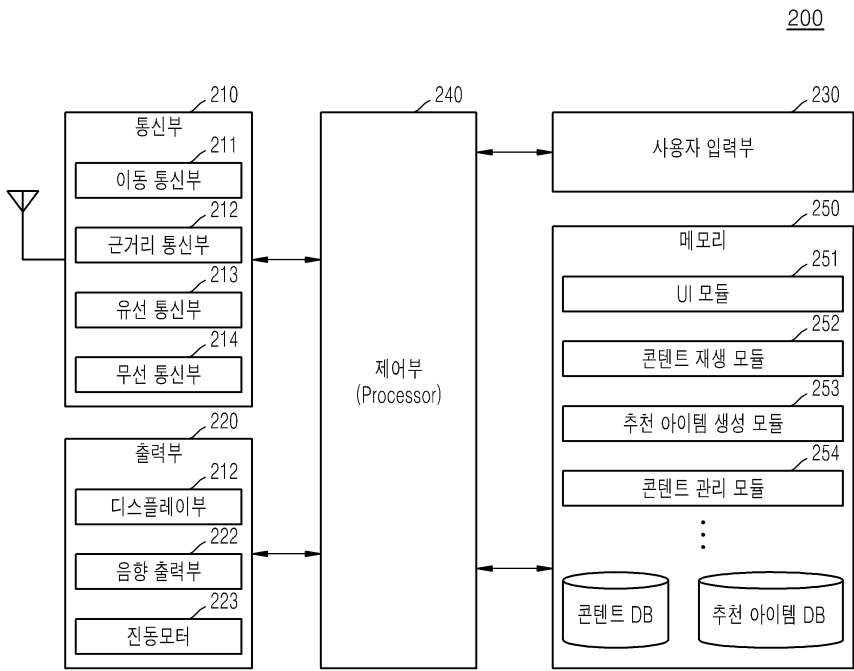 200
210
통신부
211
이동 통신부
212
근거리 통신부
213
유선 통신부
214
무선 통신부
220
출력부
212
디스플레이부
222
음향 출력부
223
진동모터
240
제어부
(Processor)
230
사용자 입력부
250
메모리
251
UI 모듈
252
콘텐트 재생 모듈
253
추천 아이템 생성 모듈
254
콘텐트 관리 모듈
콘텐트 DB
추천 아이템 DB